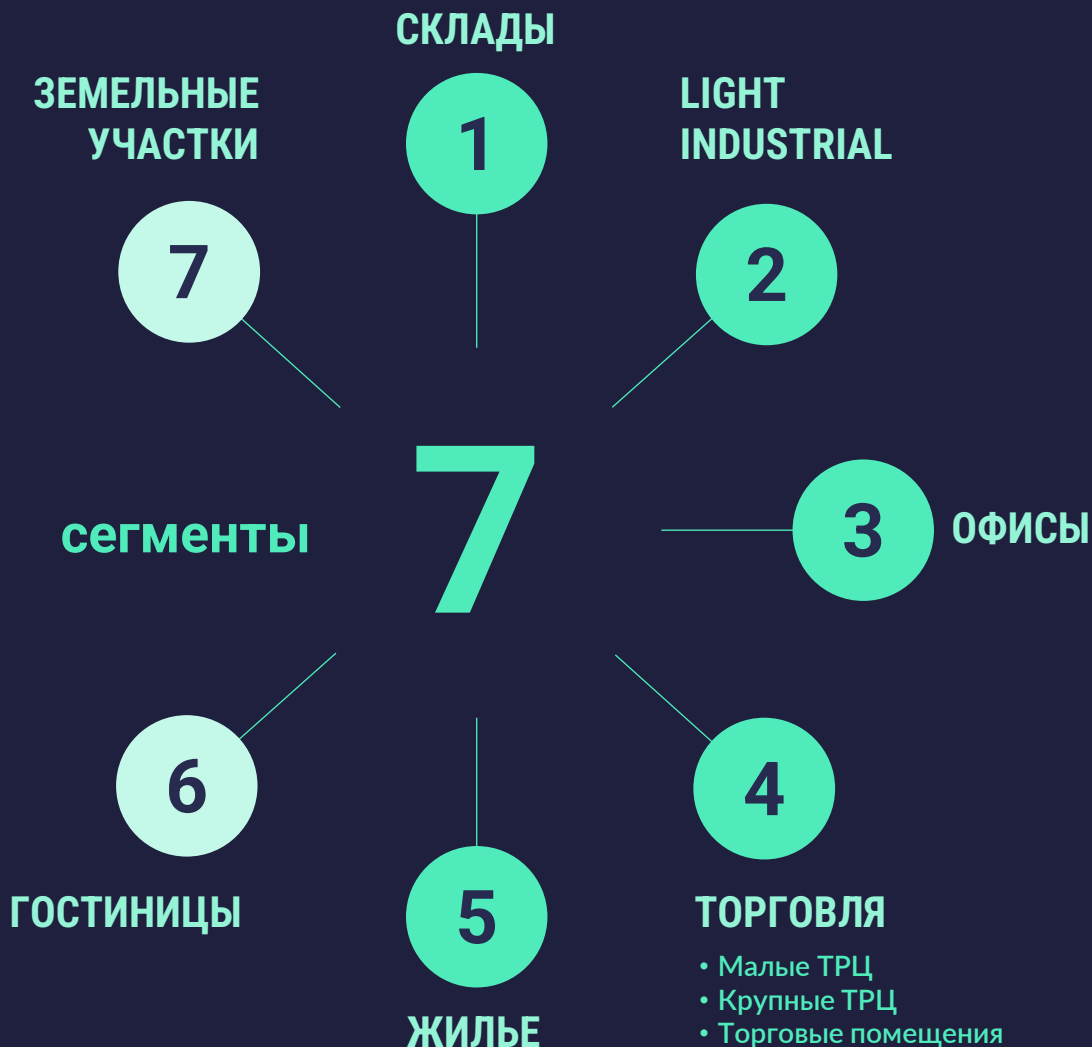 СКЛАДЫ
1
LIGHT
INDUSTRIAL
2
ОФИСЫ
3
ТОРГОВЛЯ
4
• Малые ТРЦ
• Крупные ТРЦ
• Торговые помещения
5
ЖИЛЬЕ
6
ГОСТИНИЦЫ
ЗЕМЕЛЬНЫЕ
УЧАСТКИ
7
сегменты
7